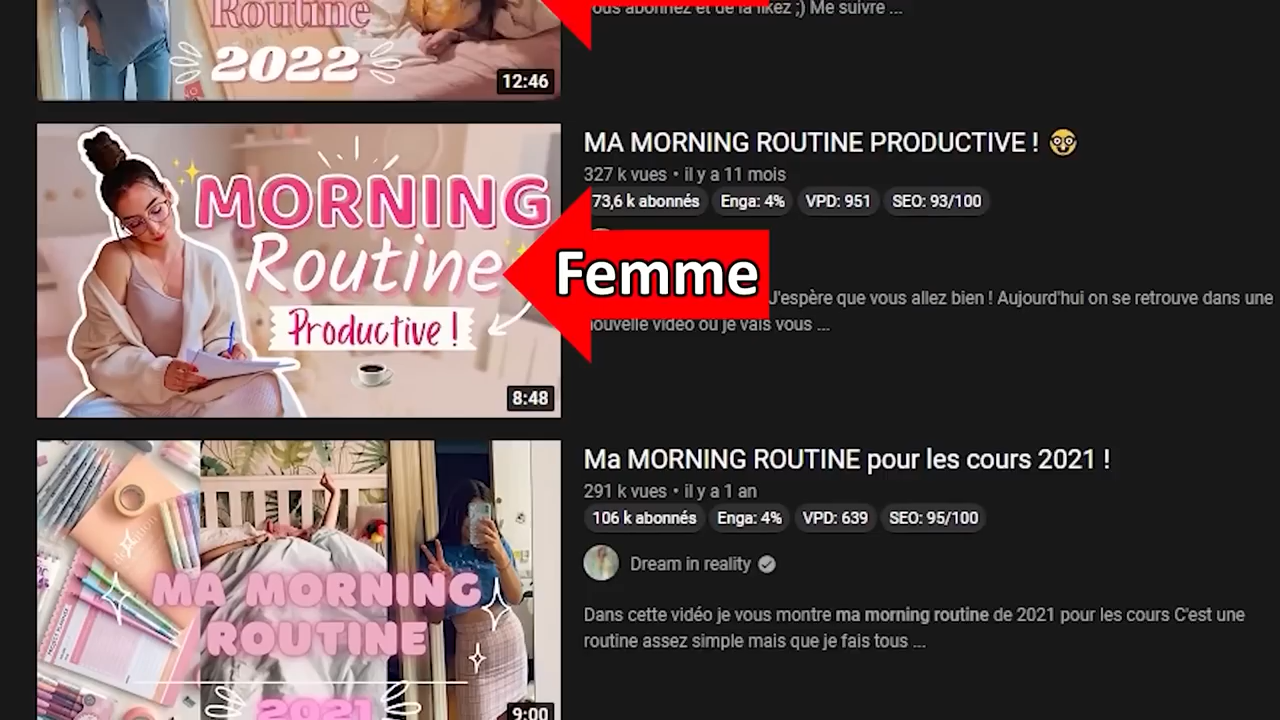 Routine
2022
12:46
vous abonnez et de la likez ;) Me suivre ...
MORNING
Routine
Productive !
8:48
MA MORNING ROUTINE PRODUCTIVE !
327 k vues • il y a 11 mois
73,6 k abonnés Enga: 4% VPD: 951 SEO: 93/100
Femme
J'espère que vous allez bien ! Aujourd'hui on se retrouve dans une
nouvelle vidéo où je vais vous ...
MA MORNING
ROUTINE
2021
9:00
Ma MORNING ROUTINE pour les cours 2021 !
291 k vues • il y a 1 an
106 k abonnés Enga: 4% VPD: 639 SEO: 95/100
Dream in reality
Dans cette vidéo je vous montre ma morning routine de 2021 pour les cours C'est une
routine assez simple mais que je fais tous ...